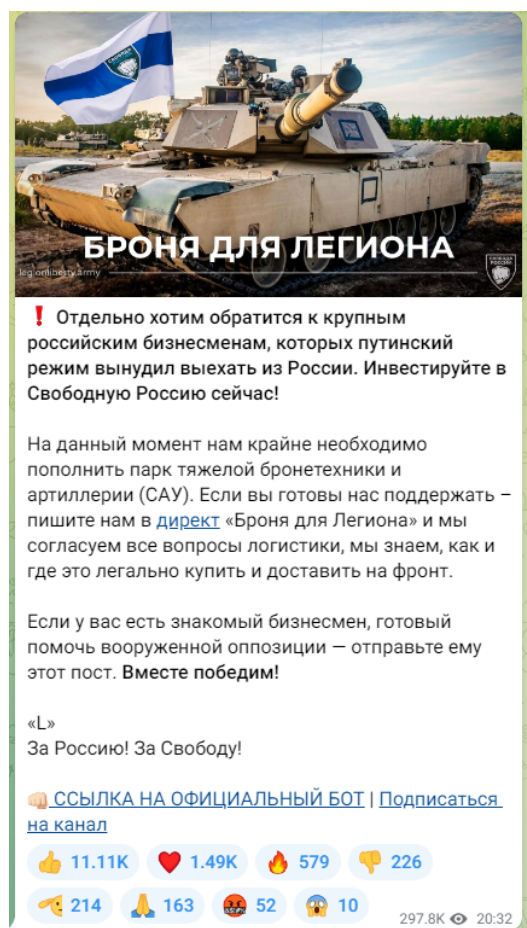 СВОБОДА
БРОНЯ ДЛЯ ЛЕГИОНА
legionliberty.army
СВОБОДА
РОССИИ
❗ Отдельно хотим обратится к крупным
российским бизнесменам, которых путинский
режим вынудил выехать из России. Инвестируйте в
Свободную Россию сейчас!
На данный момент нам крайне необходимо
пополнить парк тяжелой бронетехники и
артиллерии (САУ). Если вы готовы нас поддержать –
пишите нам в директ «Броня для Легиона» и мы
согласуем все вопросы логистики, мы знаем, как и
где это легально купить и доставить на фронт.
Если у вас есть знакомый бизнесмен, готовый
помочь вооруженной оппозиции — отправьте ему
этот пост. Вместе победим!
«L»
За Россию! За Свободу!
👊🏻 ССЫЛКА НА ОФИЦИАЛЬНЫЙ БОТ | Подписаться
на канал
👍 11.11K ❤️ 1.49K 🔥 579 👎 226
🫡 214 🙏 163 🤬 52 😱 10
297.8K 20:32